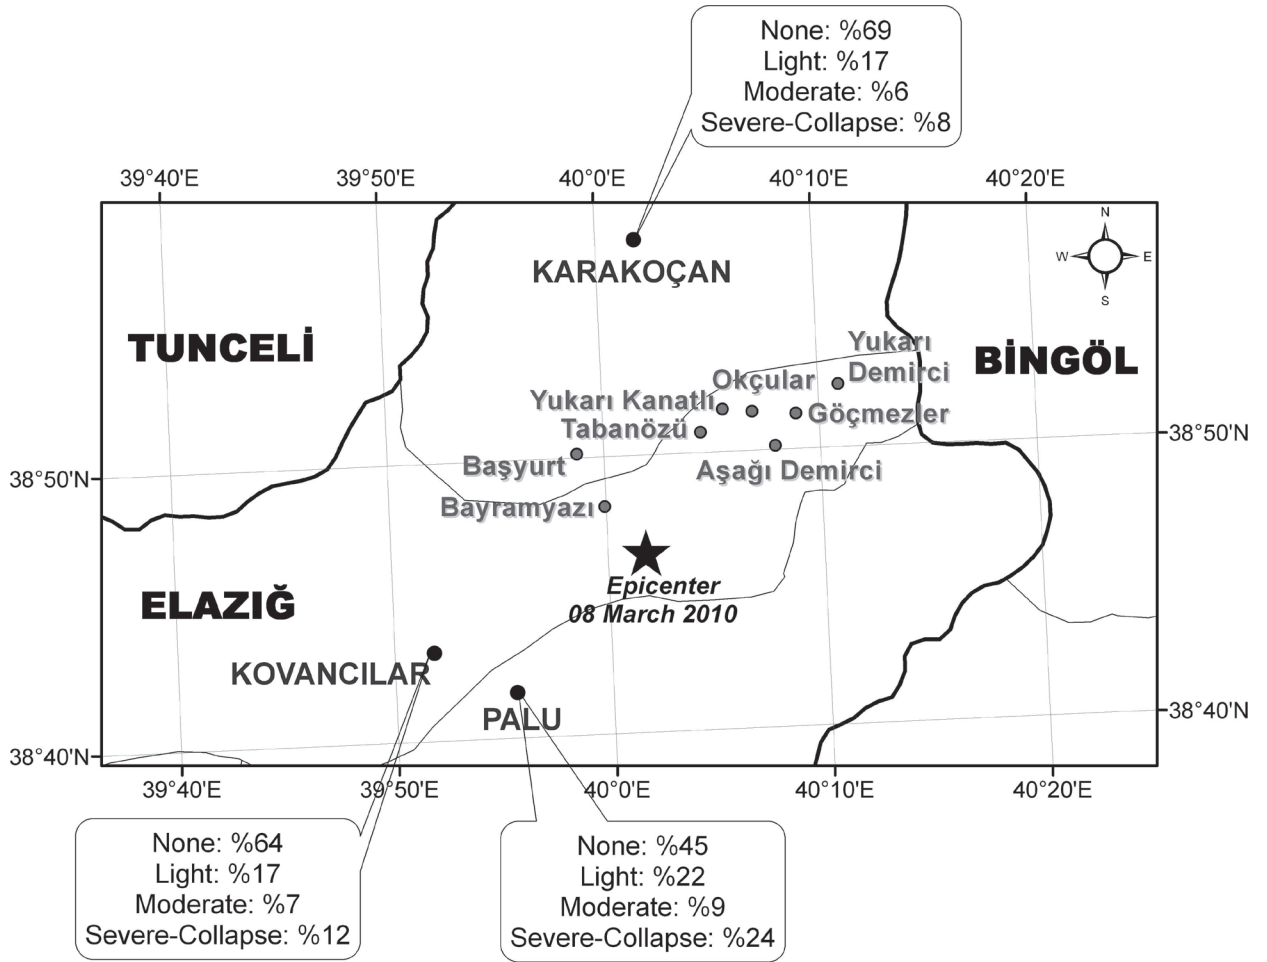 None: %69
Light: %17
Moderate: %6
Severe-Collapse: %8
39°40'E
39°50'E
40°0'E
40°10'E
40°20'E
N
W
E
S
KARAKOÇAN
TUNCELİ
BİNGÖL
Yukarı
Demirci
Okçular
Yukarı Kanatlı
Göçmezler
Tabanözü
Başyurt
Aşağı Demirci
38°50'N
38°50'N
Bayramyazı
Epicenter
08 March 2010
ELAZIĞ
KOVANCILAR
PALU
38°40'N
38°40'N
39°40'E
39°50'E
40°0'E
40°10'E
40°20'E
None: %64
Light: %17
Moderate: %7
Severe-Collapse: %12
None: %45
Light: %22
Moderate: %9
Severe-Collapse: %24